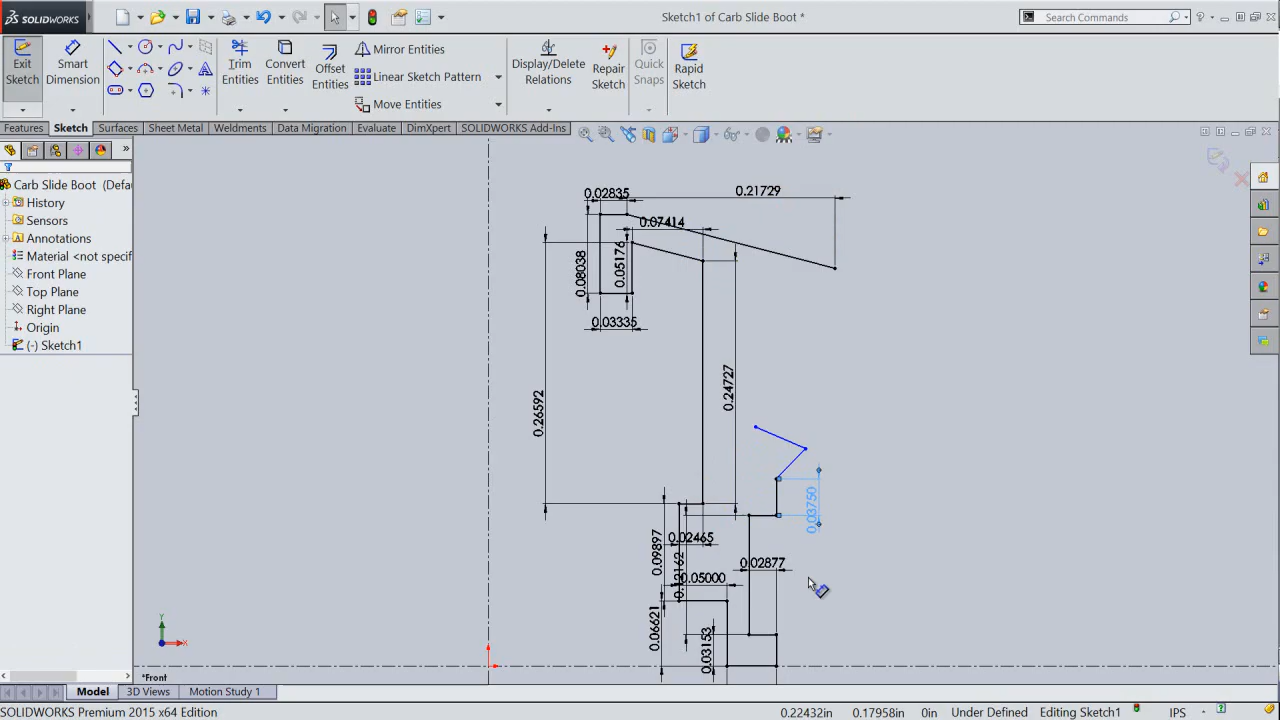 SOLIDWORKS
Sketch1 of Carb Slide Boot *
Search Commands
Exit Sketch
Smart Dimension
Trim Entities
Convert Entities
Offset Entities
Mirror Entities
Linear Sketch Pattern
Move Entities
Display/Delete Relations
Repair Sketch
Quick Snaps
Rapid Sketch
Features
Sketch
Surfaces
Sheet Metal
Weldments
Data Migration
Evaluate
DimXpert
SOLIDWORKS Add-Ins
Carb Slide Boot (Defau
History
Sensors
Annotations
Material <not specif
Front Plane
Top Plane
Right Plane
Origin
(-) Sketch1
0.02835
0.21729
0.07414
0.05176
0.08038
0.03335
0.26592
0.24727
0.03750
0.02465
0.09897
0.12162
0.05000
0.02877
0.06621
0.03153
Y
X
*Front
Model
3D Views
Motion Study 1
SOLIDWORKS Premium 2015 x64 Edition
0.22432in
0.17958in
0in
Under Defined
Editing Sketch1
IPS